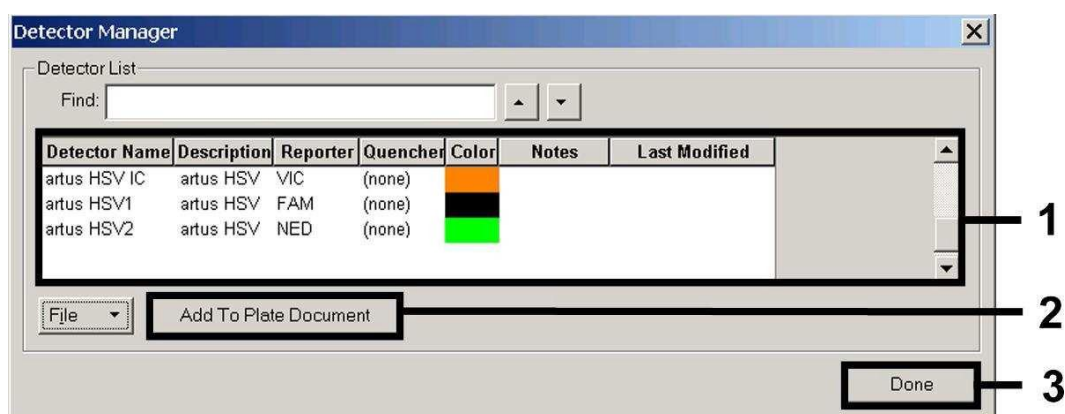 Detector Manager
Detector List
Find:
Detector Name Description Reporter Quencher Color Notes Last Modified
artus HSV IC artus HSV VIC (none)
artus HSV1 artus HSV FAM (none)
artus HSV2 artus HSV NED (none)
1
File Add To Plate Document 2
Done 3